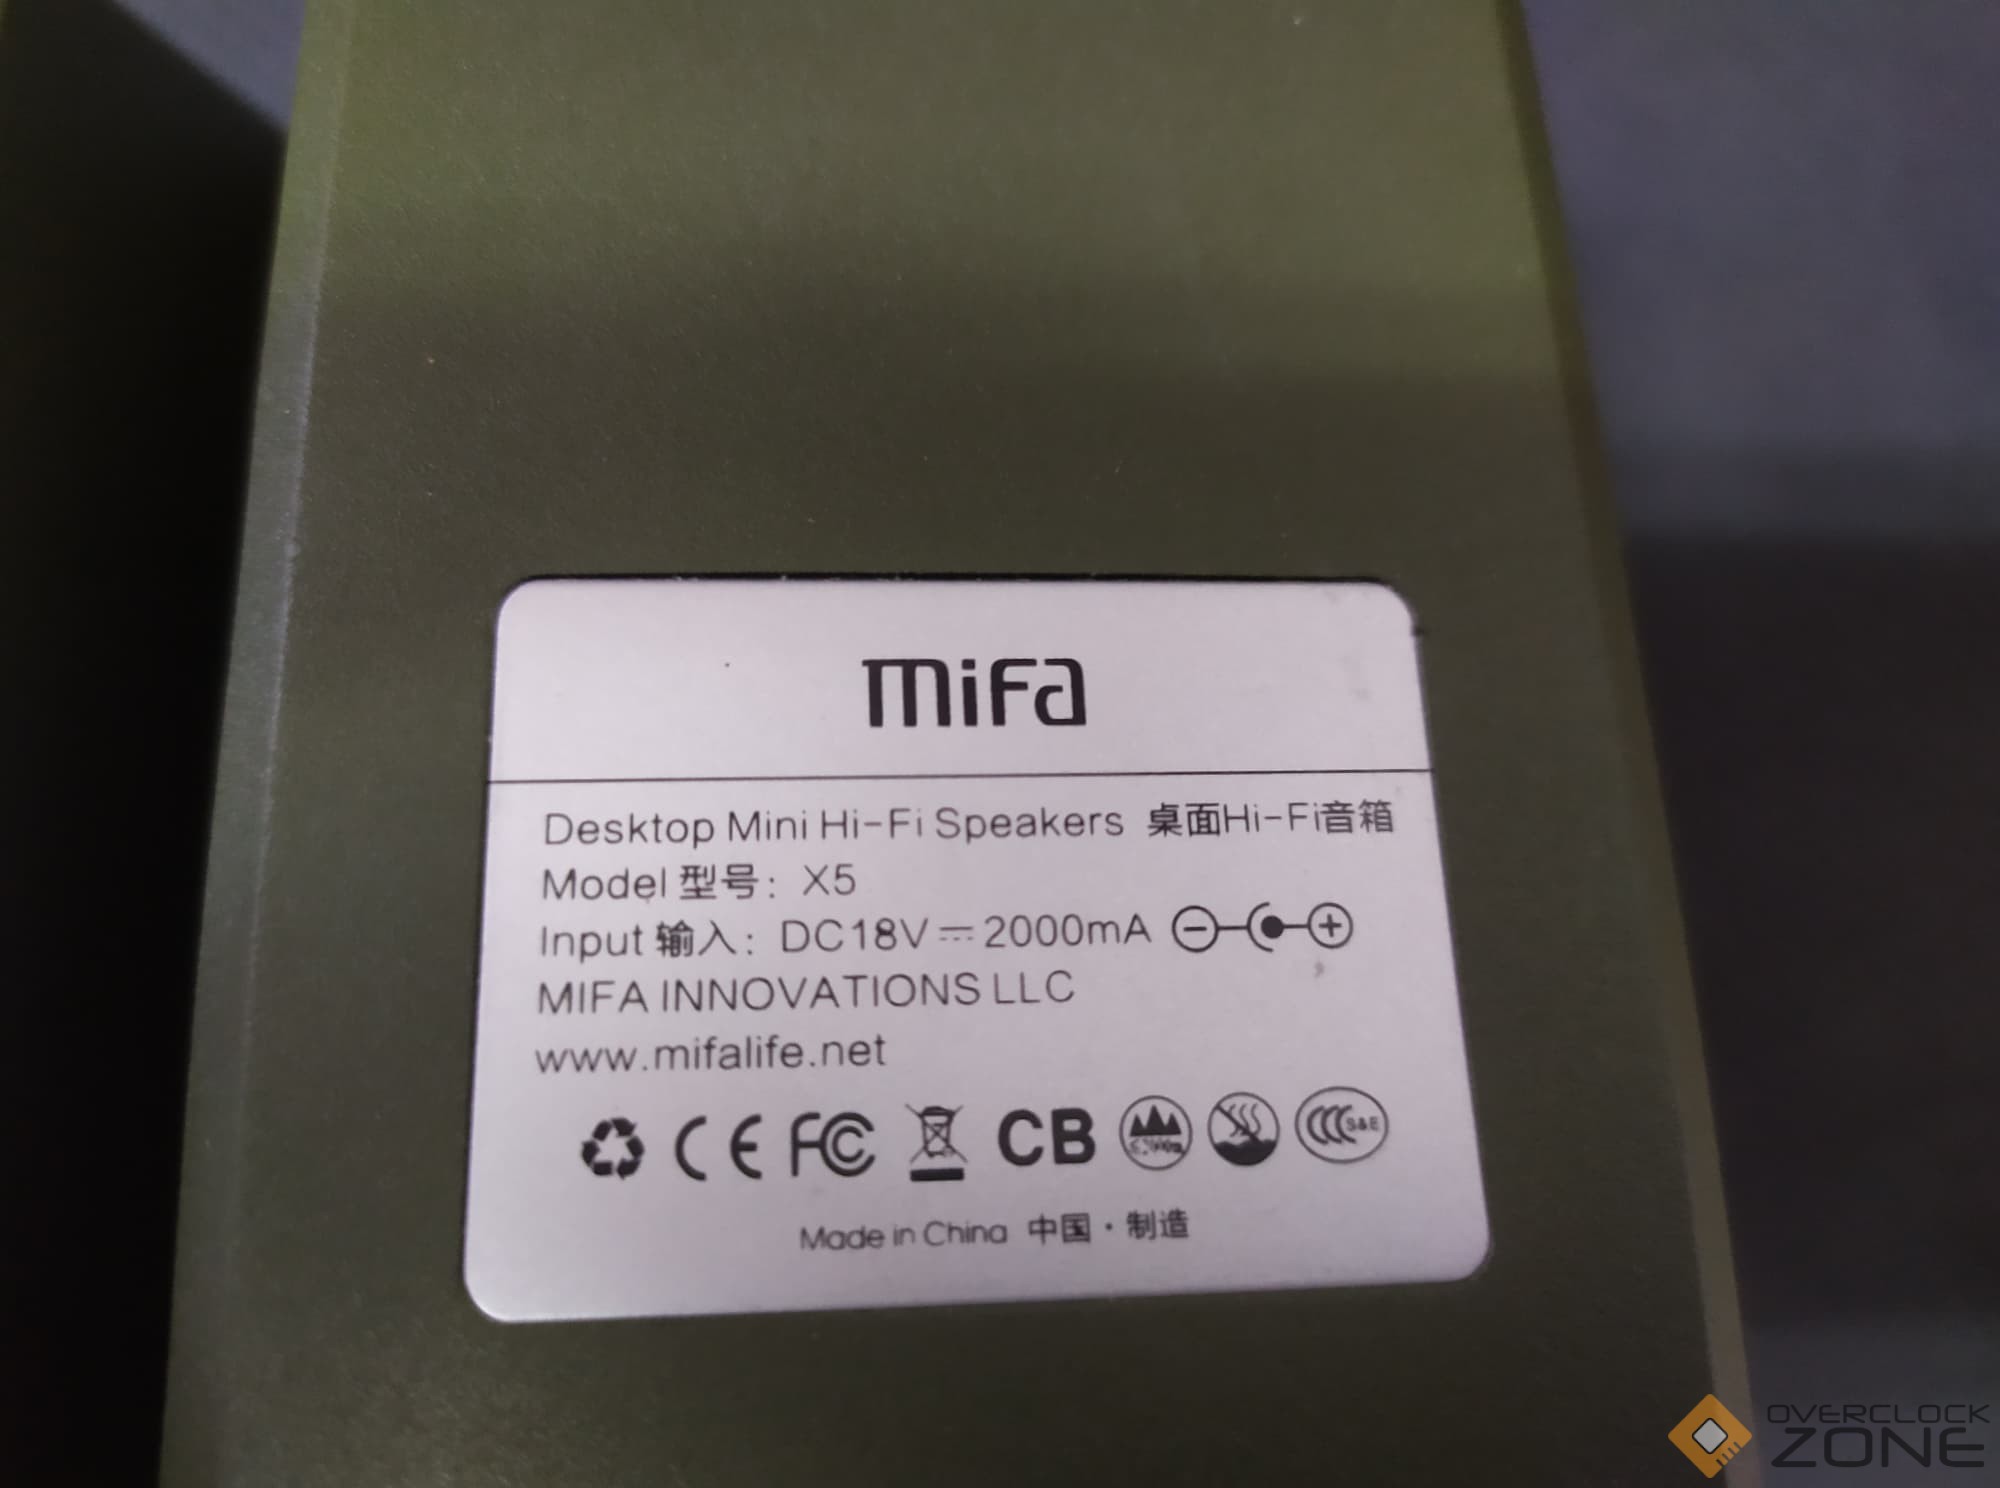 mifa
Desktop Mini Hi-Fi Speakers 桌面Hi-Fi音箱
Model 型号： X5
Input 输入： DC18V⎓2000mA
MIFA INNOVATIONS LLC
www.mifalife.net
CE FC CB CCC S&E
Made in China 中国·制造
OVERCLOCK
ZONE